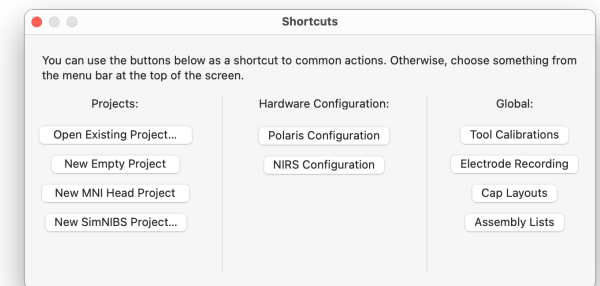 Shortcuts
You can use the buttons below as a shortcut to common actions. Otherwise, choose something from
the menu bar at the top of the screen.
Projects:
Open Existing Project...
New Empty Project
New MNI Head Project
New SimNIBS Project...
Hardware Configuration:
Polaris Configuration
NIRS Configuration
Global:
Tool Calibrations
Electrode Recording
Cap Layouts
Assembly Lists